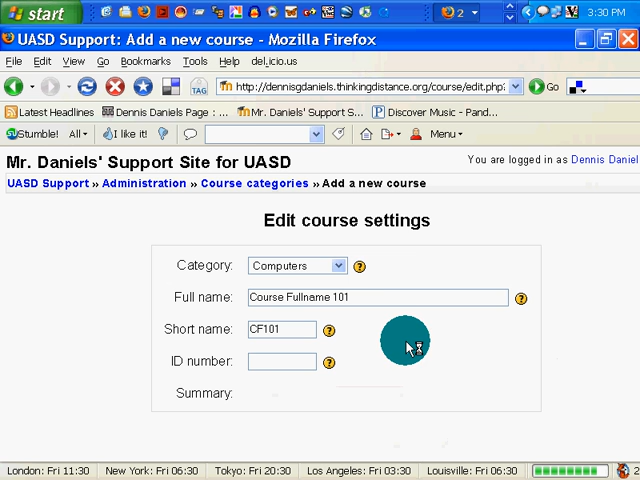 start
2
3:30 PM
UASD Support: Add a new course - Mozilla Firefox
File Edit View Go Bookmarks Tools Help del.icio.us
TAG http://dennisgdaniels.thinkingdistance.org/course/edit.php? Go
Latest Headlines Dennis Daniels Page : ... Mr. Daniels' Support S... Discover Music - Pand...
Stumble! All I like it! Menu
Mr. Daniels' Support Site for UASD
You are logged in as Dennis Daniel
UASD Support » Administration » Course categories » Add a new course
Edit course settings
Category: Computers ?
Full name: Course Fullname 101 ?
Short name: CF101 ?
ID number: ?
Summary:
London: Fri 11:30 New York: Fri 06:30 Tokyo: Fri 20:30 Los Angeles: Fri 03:30 Louisville: Fri 06:30 2